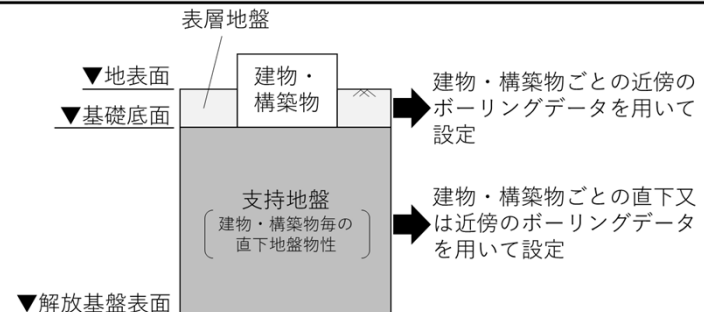 表層地盤
▼地表面
建物・
構築物
▼基礎底面
建物・構築物ごとの近傍の
ボーリングデータを用いて
設定
支持地盤
建物・構築物毎の
直下地盤物性
建物・構築物ごとの直下又
は近傍のボーリングデータ
を用いて設定
▼解放基盤表面